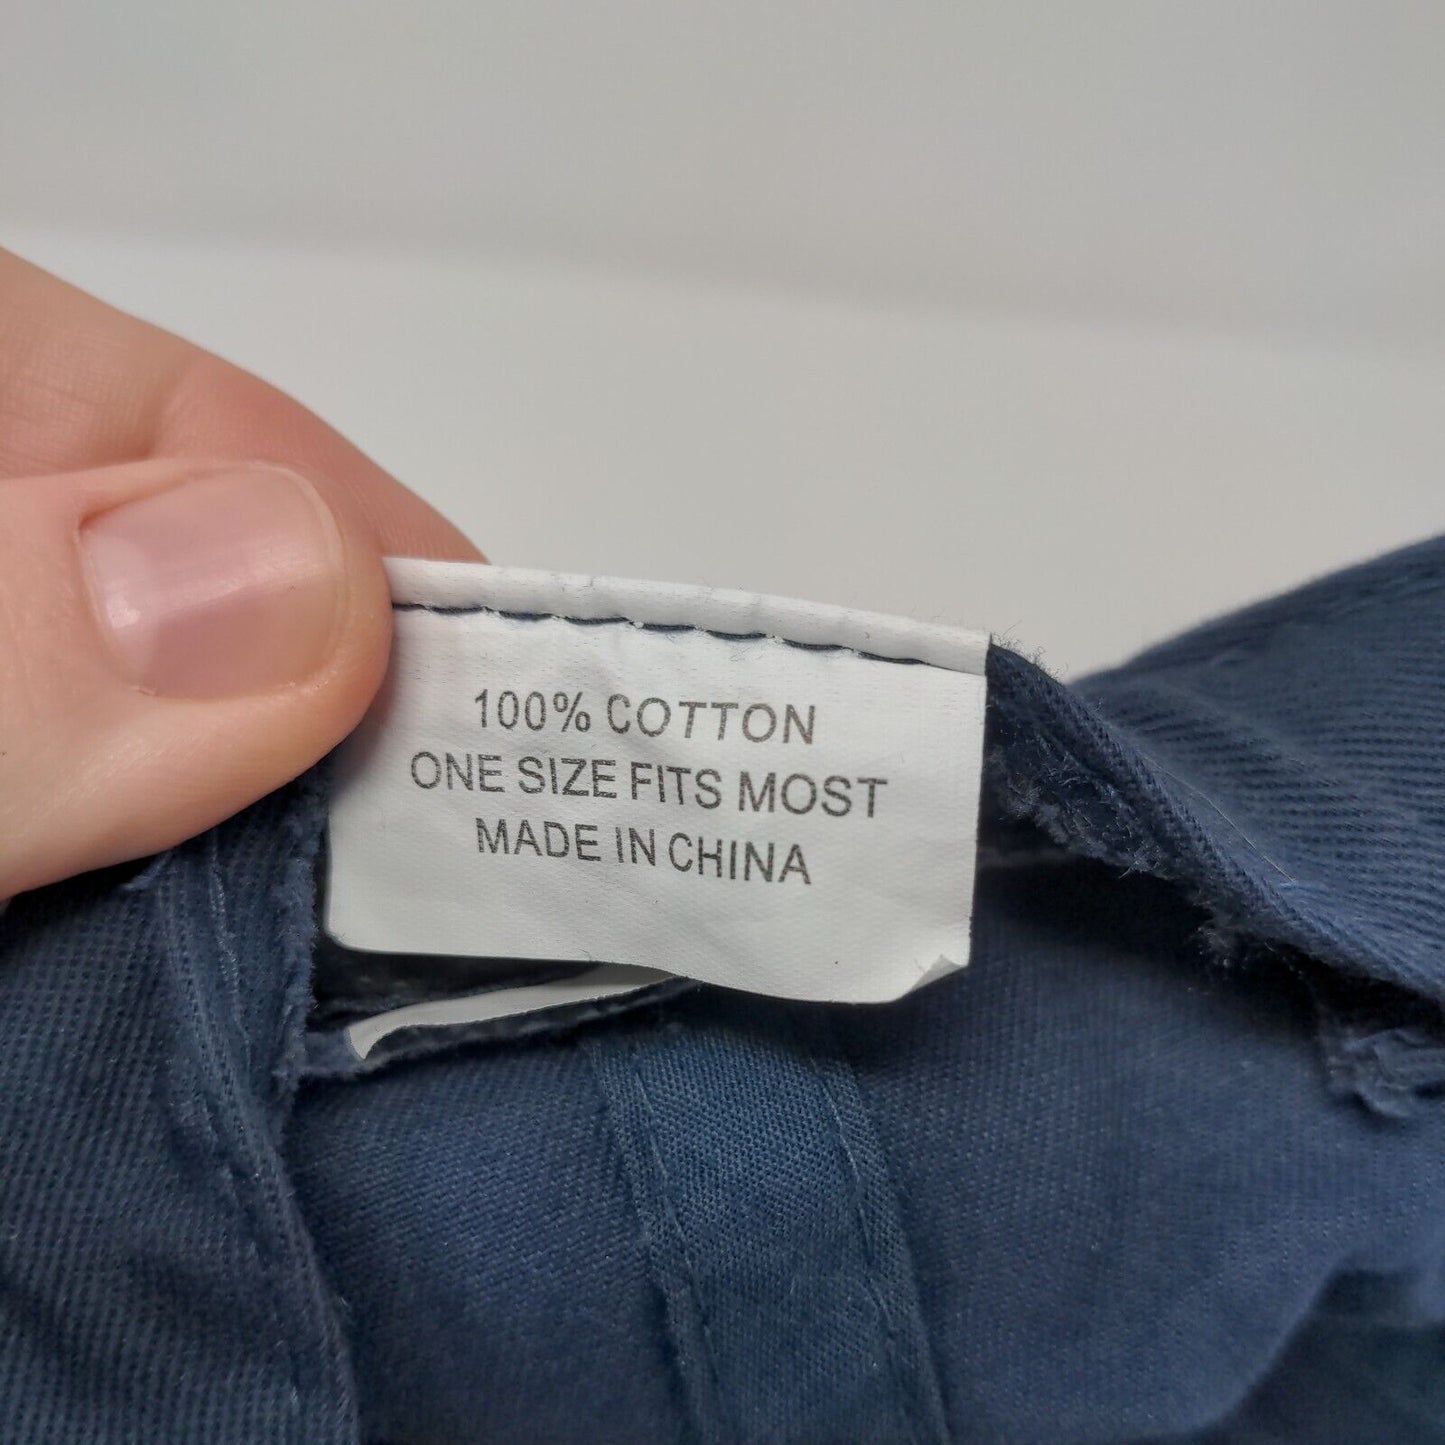 100% COTTON
ONE SIZE FITS MOST
MADE IN CHINA